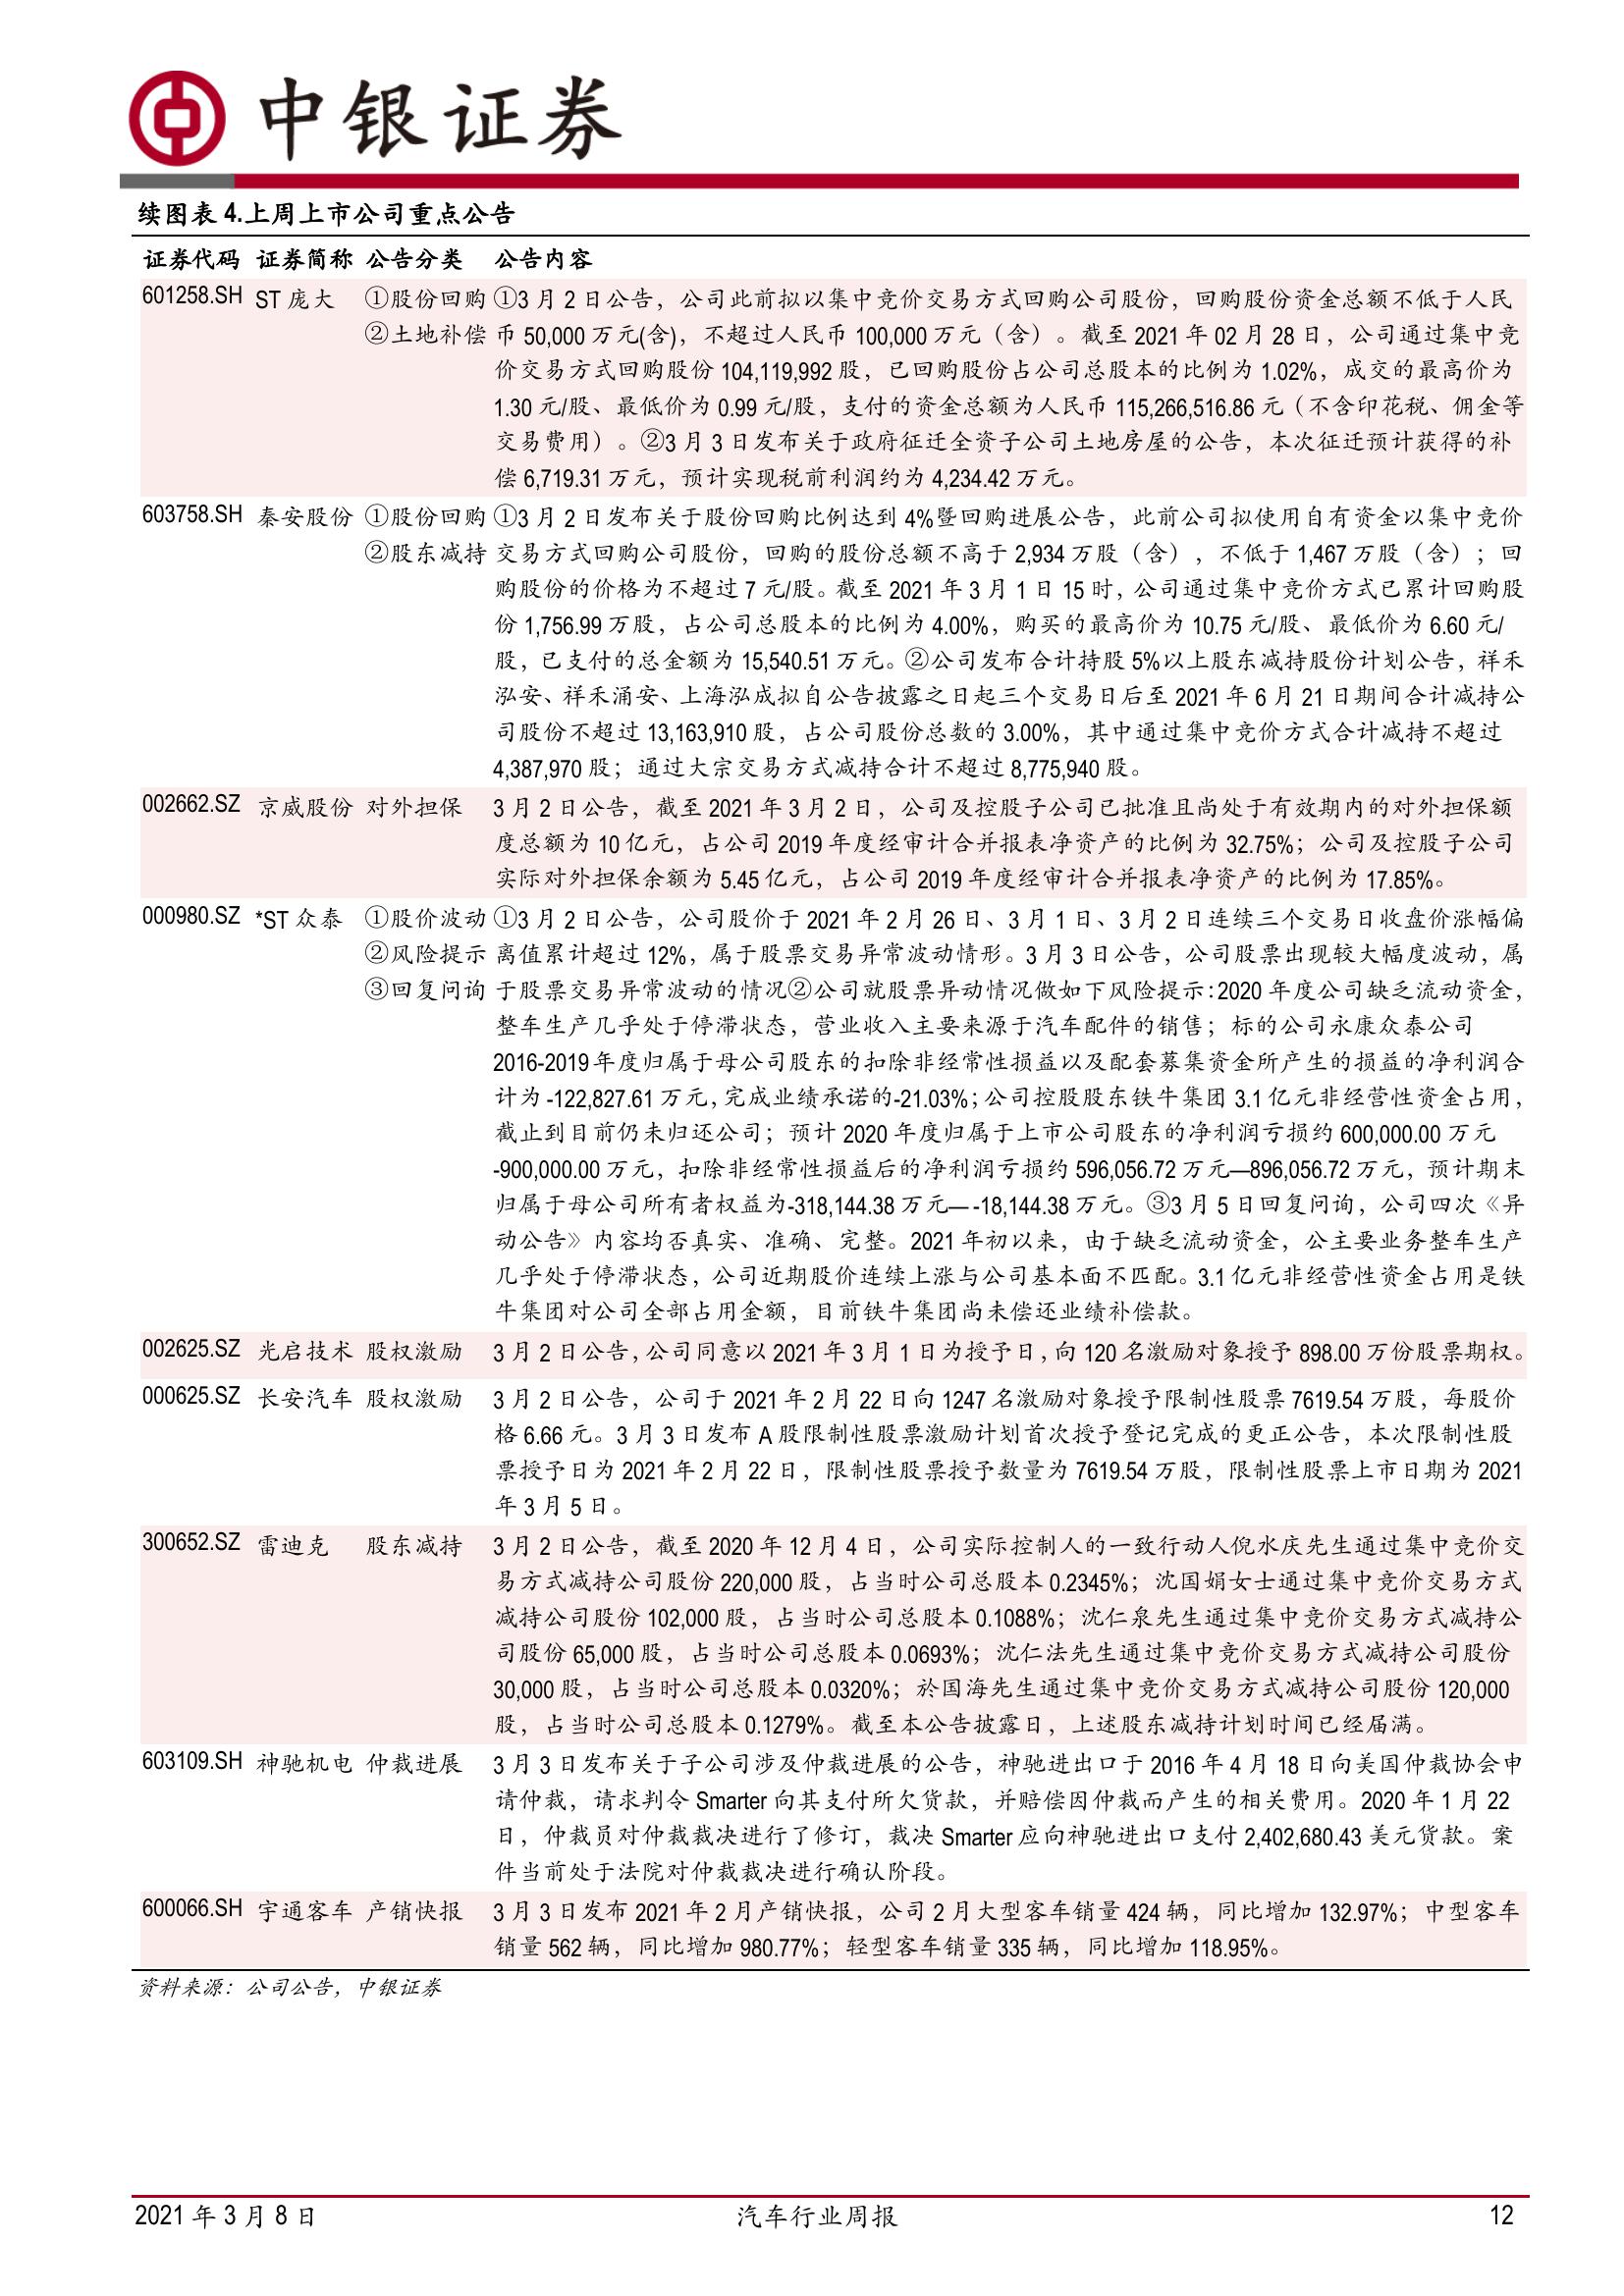 中银证券
续图表 4.上周上市公司重点公告
证券代码 证券简称 公告分类 公告内容
601258.SH ST 庞大 ①股份回购 ①3 月 2 日公告，公司此前拟以集中竞价交易方式回购公司股份，回购股份资金总额不低于人民
②土地补偿 币 50,000 万元(含)，不超过人民币 100,000 万元（含）。截至 2021 年 02 月 28 日，公司通过集中竞
价交易方式回购股份 104,119,992 股，已回购股份占公司总股本的比例为 1.02%，成交的最高价为
1.30 元/股、最低价为 0.99 元/股，支付的资金总额为人民币 115,266,516.86 元（不含印花税、佣金等
交易费用）。②3 月 3 日发布关于政府征迁全资子公司土地房屋的公告，本次征迁预计获得的补
偿 6,719.31 万元，预计实现税前利润约为 4,234.42 万元。
603758.SH 秦安股份 ①股份回购 ①3 月 2 日发布关于股份回购比例达到 4%暨回购进展公告，此前公司拟使用自有资金以集中竞价
②股东减持 交易方式回购公司股份，回购的股份总额不高于 2,934 万股（含），不低于 1,467 万股（含）；回
购股份的价格为不超过 7 元/股。截至 2021 年 3 月 1 日 15 时，公司通过集中竞价方式已累计回购股
份 1,756.99 万股，占公司总股本的比例为 4.00%，购买的最高价为 10.75 元/股、最低价为 6.60 元/
股，已支付的总金额为 15,540.51 万元。②公司发布合计持股 5%以上股东减持股份计划公告，祥禾
泓安、祥禾涌安、上海泓成拟自公告披露之日起三个交易日后至 2021 年 6 月 21 日期间合计减持公
司股份不超过 13,163,910 股，占公司股份总数的 3.00%，其中通过集中竞价方式合计减持不超过
4,387,970 股；通过大宗交易方式减持合计不超过 8,775,940 股。
002662.SZ 京威股份 对外担保 3 月 2 日公告，截至 2021 年 3 月 2 日，公司及控股子公司已批准且尚处于有效期内的对外担保额
度总额为 10 亿元，占公司 2019 年度经审计合并报表净资产的比例为 32.75%；公司及控股子公司
实际对外担保余额为 5.45 亿元，占公司 2019 年度经审计合并报表净资产的比例为 17.85%。
000980.SZ *ST 众泰 ①股价波动 ①3 月 2 日公告，公司股价于 2021 年 2 月 26 日、3 月 1 日、3 月 2 日连续三个交易日收盘价涨幅偏
②风险提示 离值累计超过 12%，属于股票交易异常波动情形。3 月 3 日公告，公司股票出现较大幅度波动，属
③回复问询 于股票交易异常波动的情况②公司就股票异动情况做如下风险提示：2020 年度公司缺乏流动资金，
整车生产几乎处于停滞状态，营业收入主要来源于汽车配件的销售；标的公司永康众泰公司
2016-2019 年度归属于母公司股东的扣除非经常性损益以及配套募集资金所产生的损益的净利润合
计为 -122,827.61 万元，完成业绩承诺的-21.03%；公司控股股东铁牛集团 3.1 亿元非经营性资金占用，
截止到目前仍未归还公司；预计 2020 年度归属于上市公司股东的净利润亏损约 600,000.00 万元
-900,000.00 万元，扣除非经常性损益后的净利润亏损约 596,056.72 万元—896,056.72 万元，预计期末
归属于母公司所有者权益为-318,144.38 万元— -18,144.38 万元。③3 月 5 日回复问询，公司四次《异
动公告》内容均否真实、准确、完整。2021 年初以来，由于缺乏流动资金，公主要业务整车生产
几乎处于停滞状态，公司近期股价连续上涨与公司基本面不匹配。3.1 亿元非经营性资金占用是铁
牛集团对公司全部占用金额，目前铁牛集团尚未偿还业绩补偿款。
002625.SZ 光启技术 股权激励 3 月 2 日公告，公司同意以 2021 年 3 月 1 日为授予日，向 120 名激励对象授予 898.00 万份股票期权。
000625.SZ 长安汽车 股权激励 3 月 2 日公告，公司于 2021 年 2 月 22 日向 1247 名激励对象授予限制性股票 7619.54 万股，每股价
格 6.66 元。3 月 3 日发布 A 股限制性股票激励计划首次授予登记完成的更正公告，本次限制性股
票授予日为 2021 年 2 月 22 日，限制性股票授予数量为 7619.54 万股，限制性股票上市日期为 2021
年 3 月 5 日。
300652.SZ 雷迪克 股东减持 3 月 2 日公告，截至 2020 年 12 月 4 日，公司实际控制人的一致行动人倪水庆先生通过集中竞价交
易方式减持公司股份 220,000 股，占当时公司总股本 0.2345%；沈国娟女士通过集中竞价交易方式
减持公司股份 102,000 股，占当时公司总股本 0.1088%；沈仁泉先生通过集中竞价交易方式减持公
司股份 65,000 股，占当时公司总股本 0.0693%；沈仁法先生通过集中竞价交易方式减持公司股份
30,000 股，占当时公司总股本 0.0320%；於国海先生通过集中竞价交易方式减持公司股份 120,000
股，占当时公司总股本 0.1279%。截至本公告披露日，上述股东减持计划时间已经届满。
603109.SH 神驰机电 仲裁进展 3 月 3 日发布关于子公司涉及仲裁进展的公告，神驰进出口于 2016 年 4 月 18 日向美国仲裁协会申
请仲裁，请求判令 Smarter 向其支付所欠货款，并赔偿因仲裁而产生的相关费用。2020 年 1 月 22
日，仲裁员对仲裁裁决进行了修订，裁决 Smarter 应向神驰进出口支付 2,402,680.43 美元货款。案
件当前处于法院对仲裁裁决进行确认阶段。
600066.SH 宇通客车 产销快报 3 月 3 日发布 2021 年 2 月产销快报，公司 2 月大型客车销量 424 辆，同比增加 132.97%；中型客车
销量 562 辆，同比增加 980.77%；轻型客车销量 335 辆，同比增加 118.95%。
资料来源：公司公告，中银证券
2021 年 3 月 8 日 汽车行业周报 12